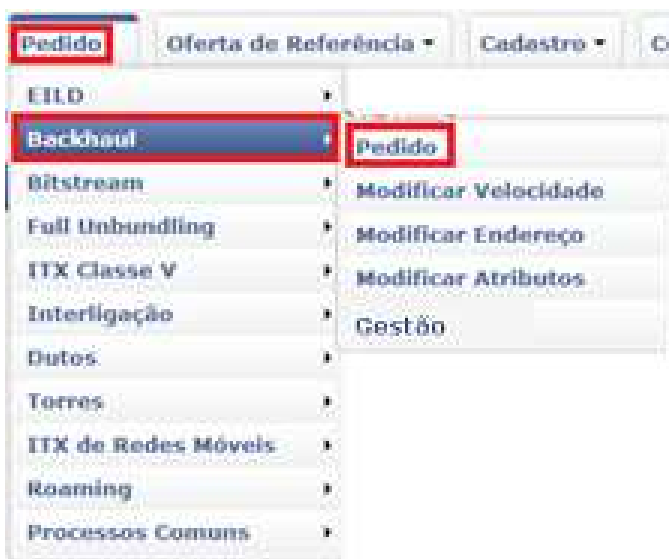 Pedido Oferta de Referência Cadastro C
EILD
Backhaul
Bitstream
Full Unbundling
ITX Classe V
Interligação
Dutos
Torres
ITX de Redes Móveis
Roaming
Processos Comuns
Pedido
Modificar Velocidade
Modificar Endereço
Modificar Atributos
Gestão